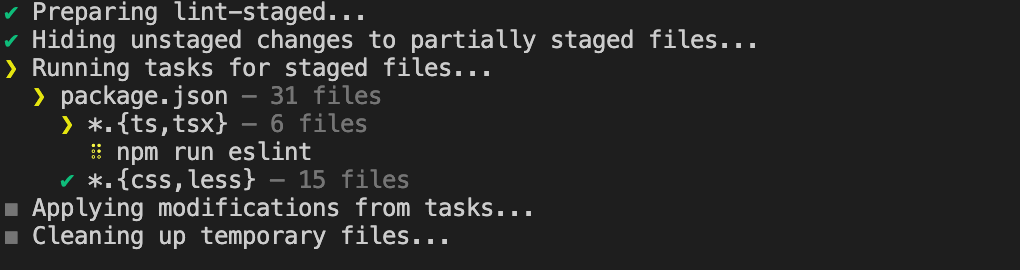 ✔ Preparing lint-staged...
✔ Hiding unstaged changes to partially staged files...
❯ Running tasks for staged files...
❯ package.json — 31 files
❯ *.{ts,tsx} — 6 files
⠿ npm run eslint
✔ *.{css,less} — 15 files
◼ Applying modifications from tasks...
◼ Cleaning up temporary files...